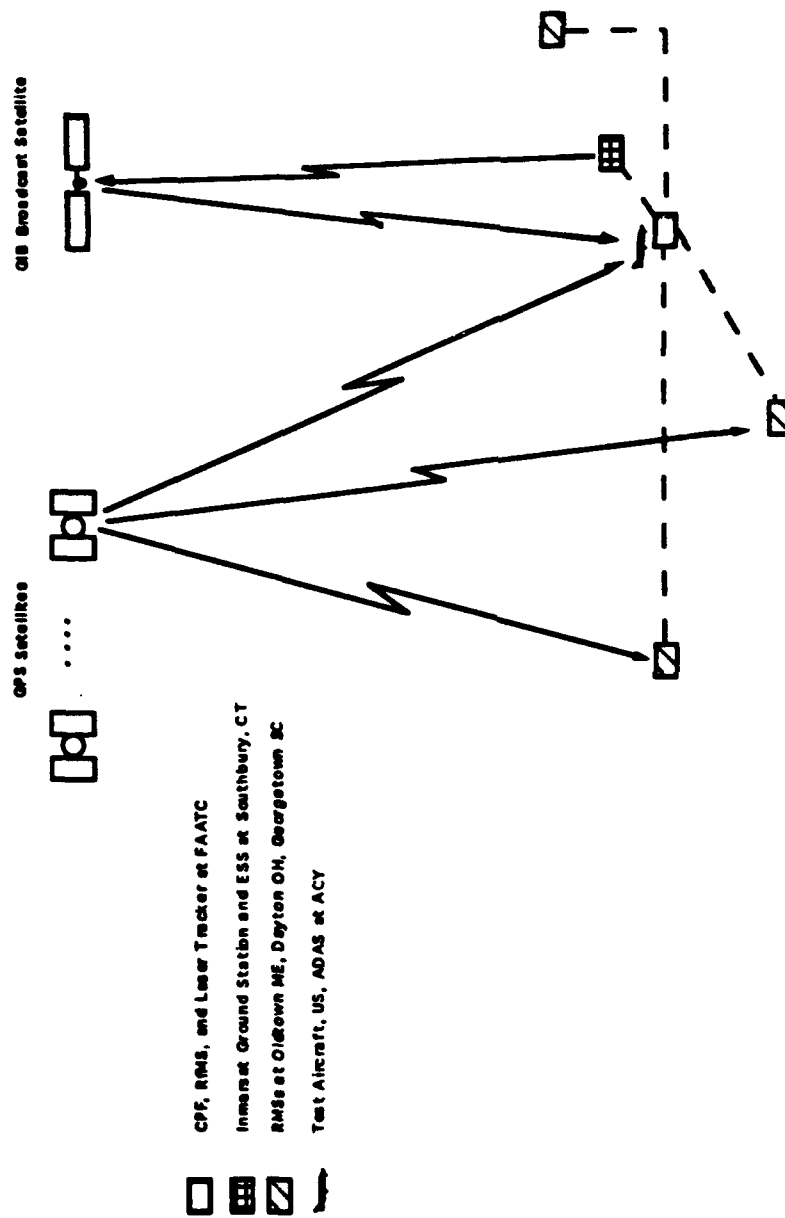 GPS Satellites
GIB Broadcast Satellite
. . . .
CPF, RMS, and Laser Tracker at FAATC
Inmarsat Ground Station and ESS at Southbury, CT
RMSs at Oldtown ME, Dayton OH, Georgetown SC
Test Aircraft, US, ADAS at ACY